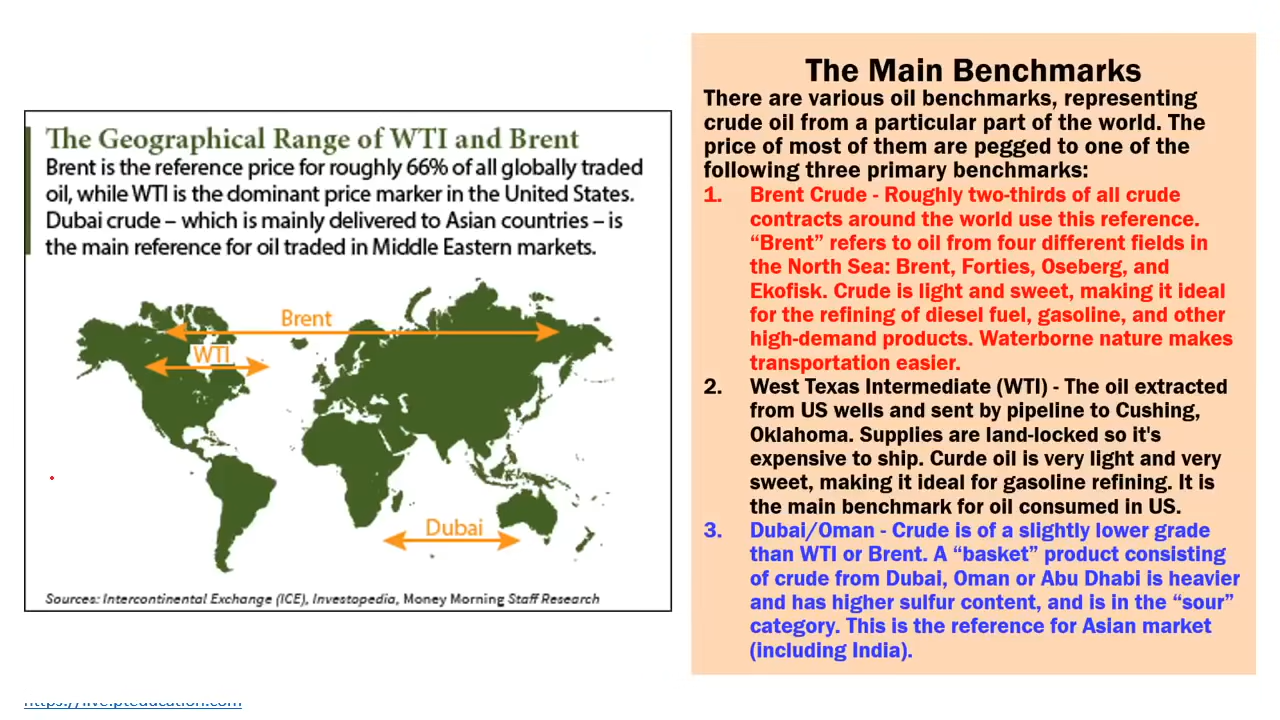 The Geographical Range of WTI and Brent
Brent is the reference price for roughly 66% of all globally traded
oil, while WTI is the dominant price marker in the United States.
Dubai crude – which is mainly delivered to Asian countries – is
the main reference for oil traded in Middle Eastern markets.
Brent
WTI
Dubai
Sources: Intercontinental Exchange (ICE), Investopedia, Money Morning Staff Research
The Main Benchmarks
There are various oil benchmarks, representing
crude oil from a particular part of the world. The
price of most of them are pegged to one of the
following three primary benchmarks:
1. Brent Crude - Roughly two-thirds of all crude
contracts around the world use this reference.
“Brent” refers to oil from four different fields in
the North Sea: Brent, Forties, Oseberg, and
Ekofisk. Crude is light and sweet, making it ideal
for the refining of diesel fuel, gasoline, and other
high-demand products. Waterborne nature makes
transportation easier.
2. West Texas Intermediate (WTI) - The oil extracted
from US wells and sent by pipeline to Cushing,
Oklahoma. Supplies are land-locked so it's
expensive to ship. Curde oil is very light and very
sweet, making it ideal for gasoline refining. It is
the main benchmark for oil consumed in US.
3. Dubai/Oman - Crude is of a slightly lower grade
than WTI or Brent. A “basket” product consisting
of crude from Dubai, Oman or Abu Dhabi is heavier
and has higher sulfur content, and is in the “sour”
category. This is the reference for Asian market
(including India).
https://live.pteducation.com